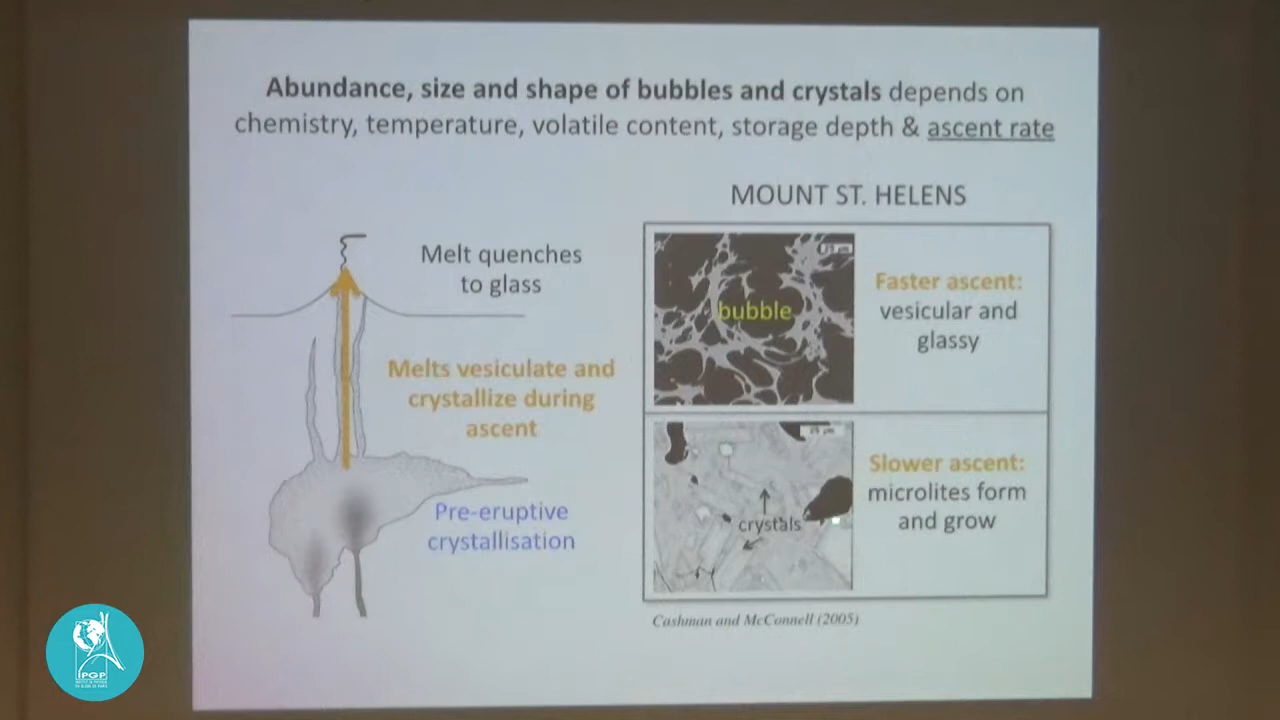 Abundance, size and shape of bubbles and crystals depends on
chemistry, temperature, volatile content, storage depth & ascent rate
MOUNT ST. HELENS
Melt quenches
to glass
Melts vesiculate and
crystallize during
ascent
Pre-eruptive
crystallisation
bubble
Faster ascent:
vesicular and
glassy
crystals
Slower ascent:
microlites form
and grow
Cashman and McConnell (2005)
IPGP